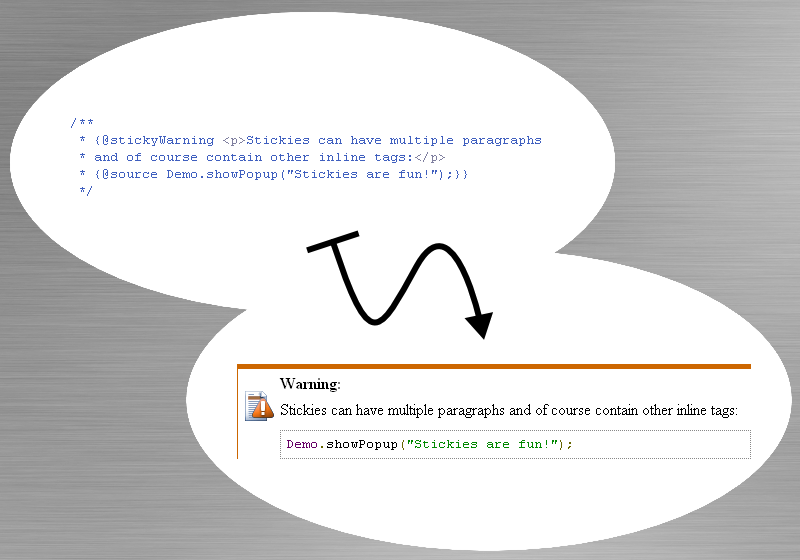 /**
* {@stickyWarning <p>Stickies can have multiple paragraphs
* and of course contain other inline tags:</p>
* {@source Demo.showPopup("Stickies are fun!");}}
*/
Warning:
Stickies can have multiple paragraphs and of course contain other inline tags:
Demo.showPopup("Stickies are fun!");